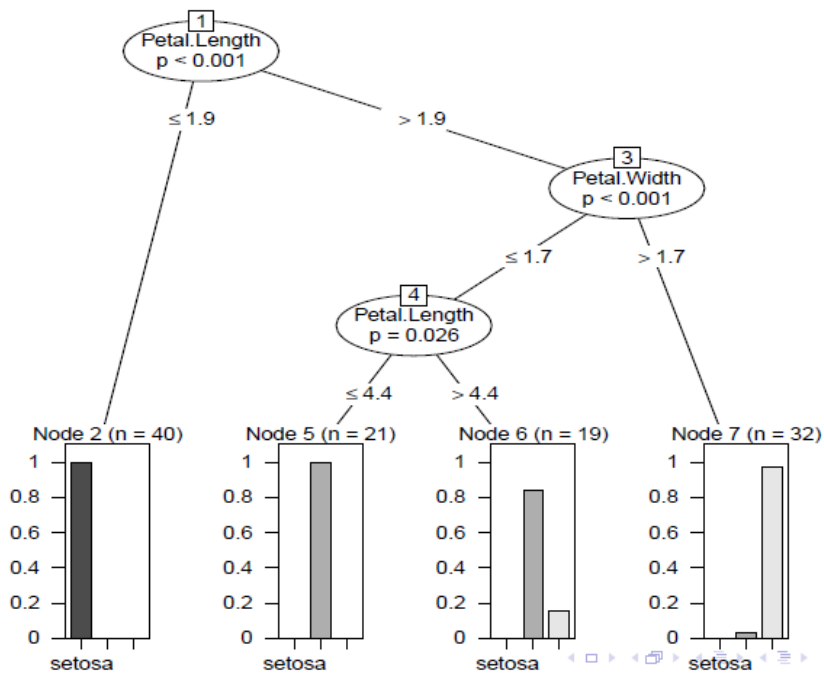 1
Petal.Length
p < 0.001
≤ 1.9
> 1.9
3
Petal.Width
p < 0.001
≤ 1.7
> 1.7
4
Petal.Length
p = 0.026
≤ 4.4
> 4.4
Node 2 (n = 40)
1
0.8
0.6
0.4
0.2
0
setosa
Node 5 (n = 21)
1
0.8
0.6
0.4
0.2
0
setosa
Node 6 (n = 19)
1
0.8
0.6
0.4
0.2
0
setosa
Node 7 (n = 32)
1
0.8
0.6
0.4
0.2
0
setosa